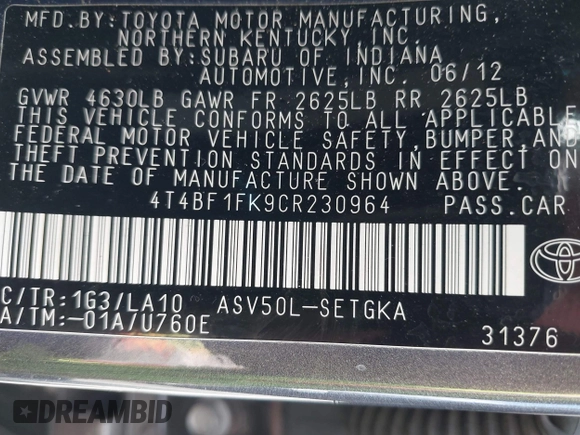 MFD.BY:TOYOTA MOTOR MANUFACTURING,
NORTHERN KENTUCKY,INC.
ASSEMBLED BY:SUBARU OF INDIANA
AUTOMOTIVE,INC. 06/12
GVWR 4630LB GAWR FR 2625LB RR 2625LB
THIS VEHICLE CONFORMS TO ALL APPLICABLE
FEDERAL MOTOR VEHICLE SAFETY,BUMPER,AND
THEFT PREVENTION STANDARDS IN EFFECT ON
THE DATE OF MANUFACTURE SHOWN ABOVE.
4T4BF1FK9CR230964 PASS.CAR
C/TR:1G3/LA10 ASV50L-SETGKA
A/TM:-01A/U760E
31376
TOYOTA
DREAMBID